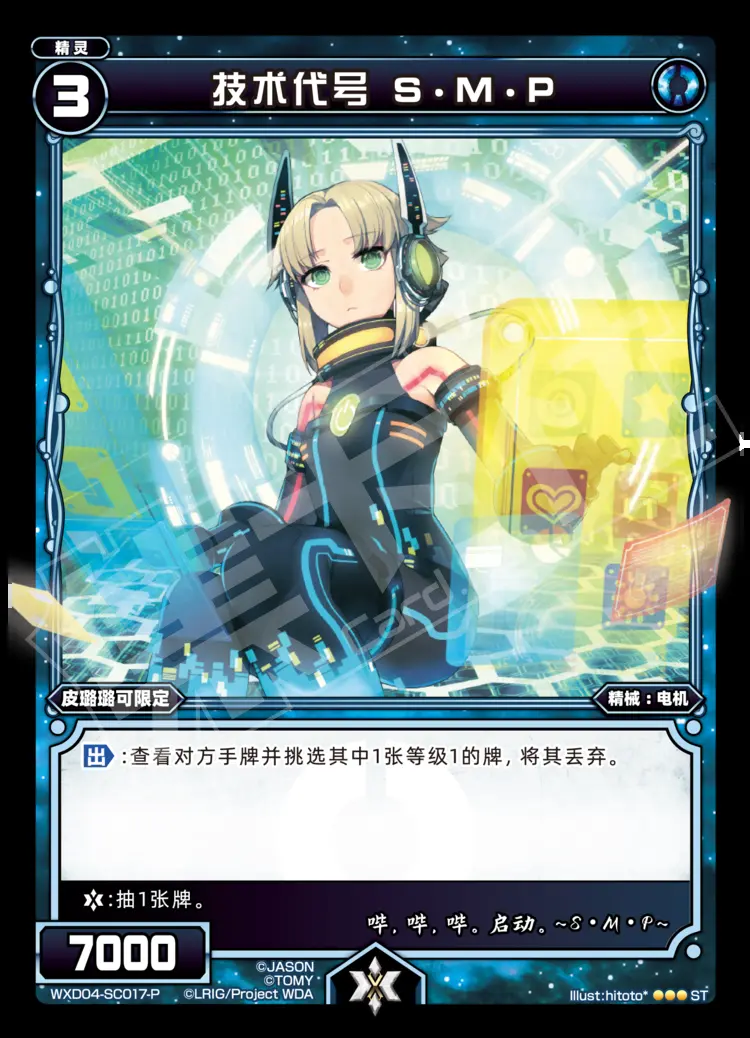 精灵
3
技术代号 S·M·P
集卡
Card
皮璐璐可限定
精械:电机
出:查看对方手牌并挑选其中1张等级1的牌,将其丢弃。
:抽1张牌。
哔,哔,哔。启动。~S·M·P~
7000
©JASON
©TOMY
WXD04-SC017-P ©LRIG/Project WDA
Illust:hitoto* ST